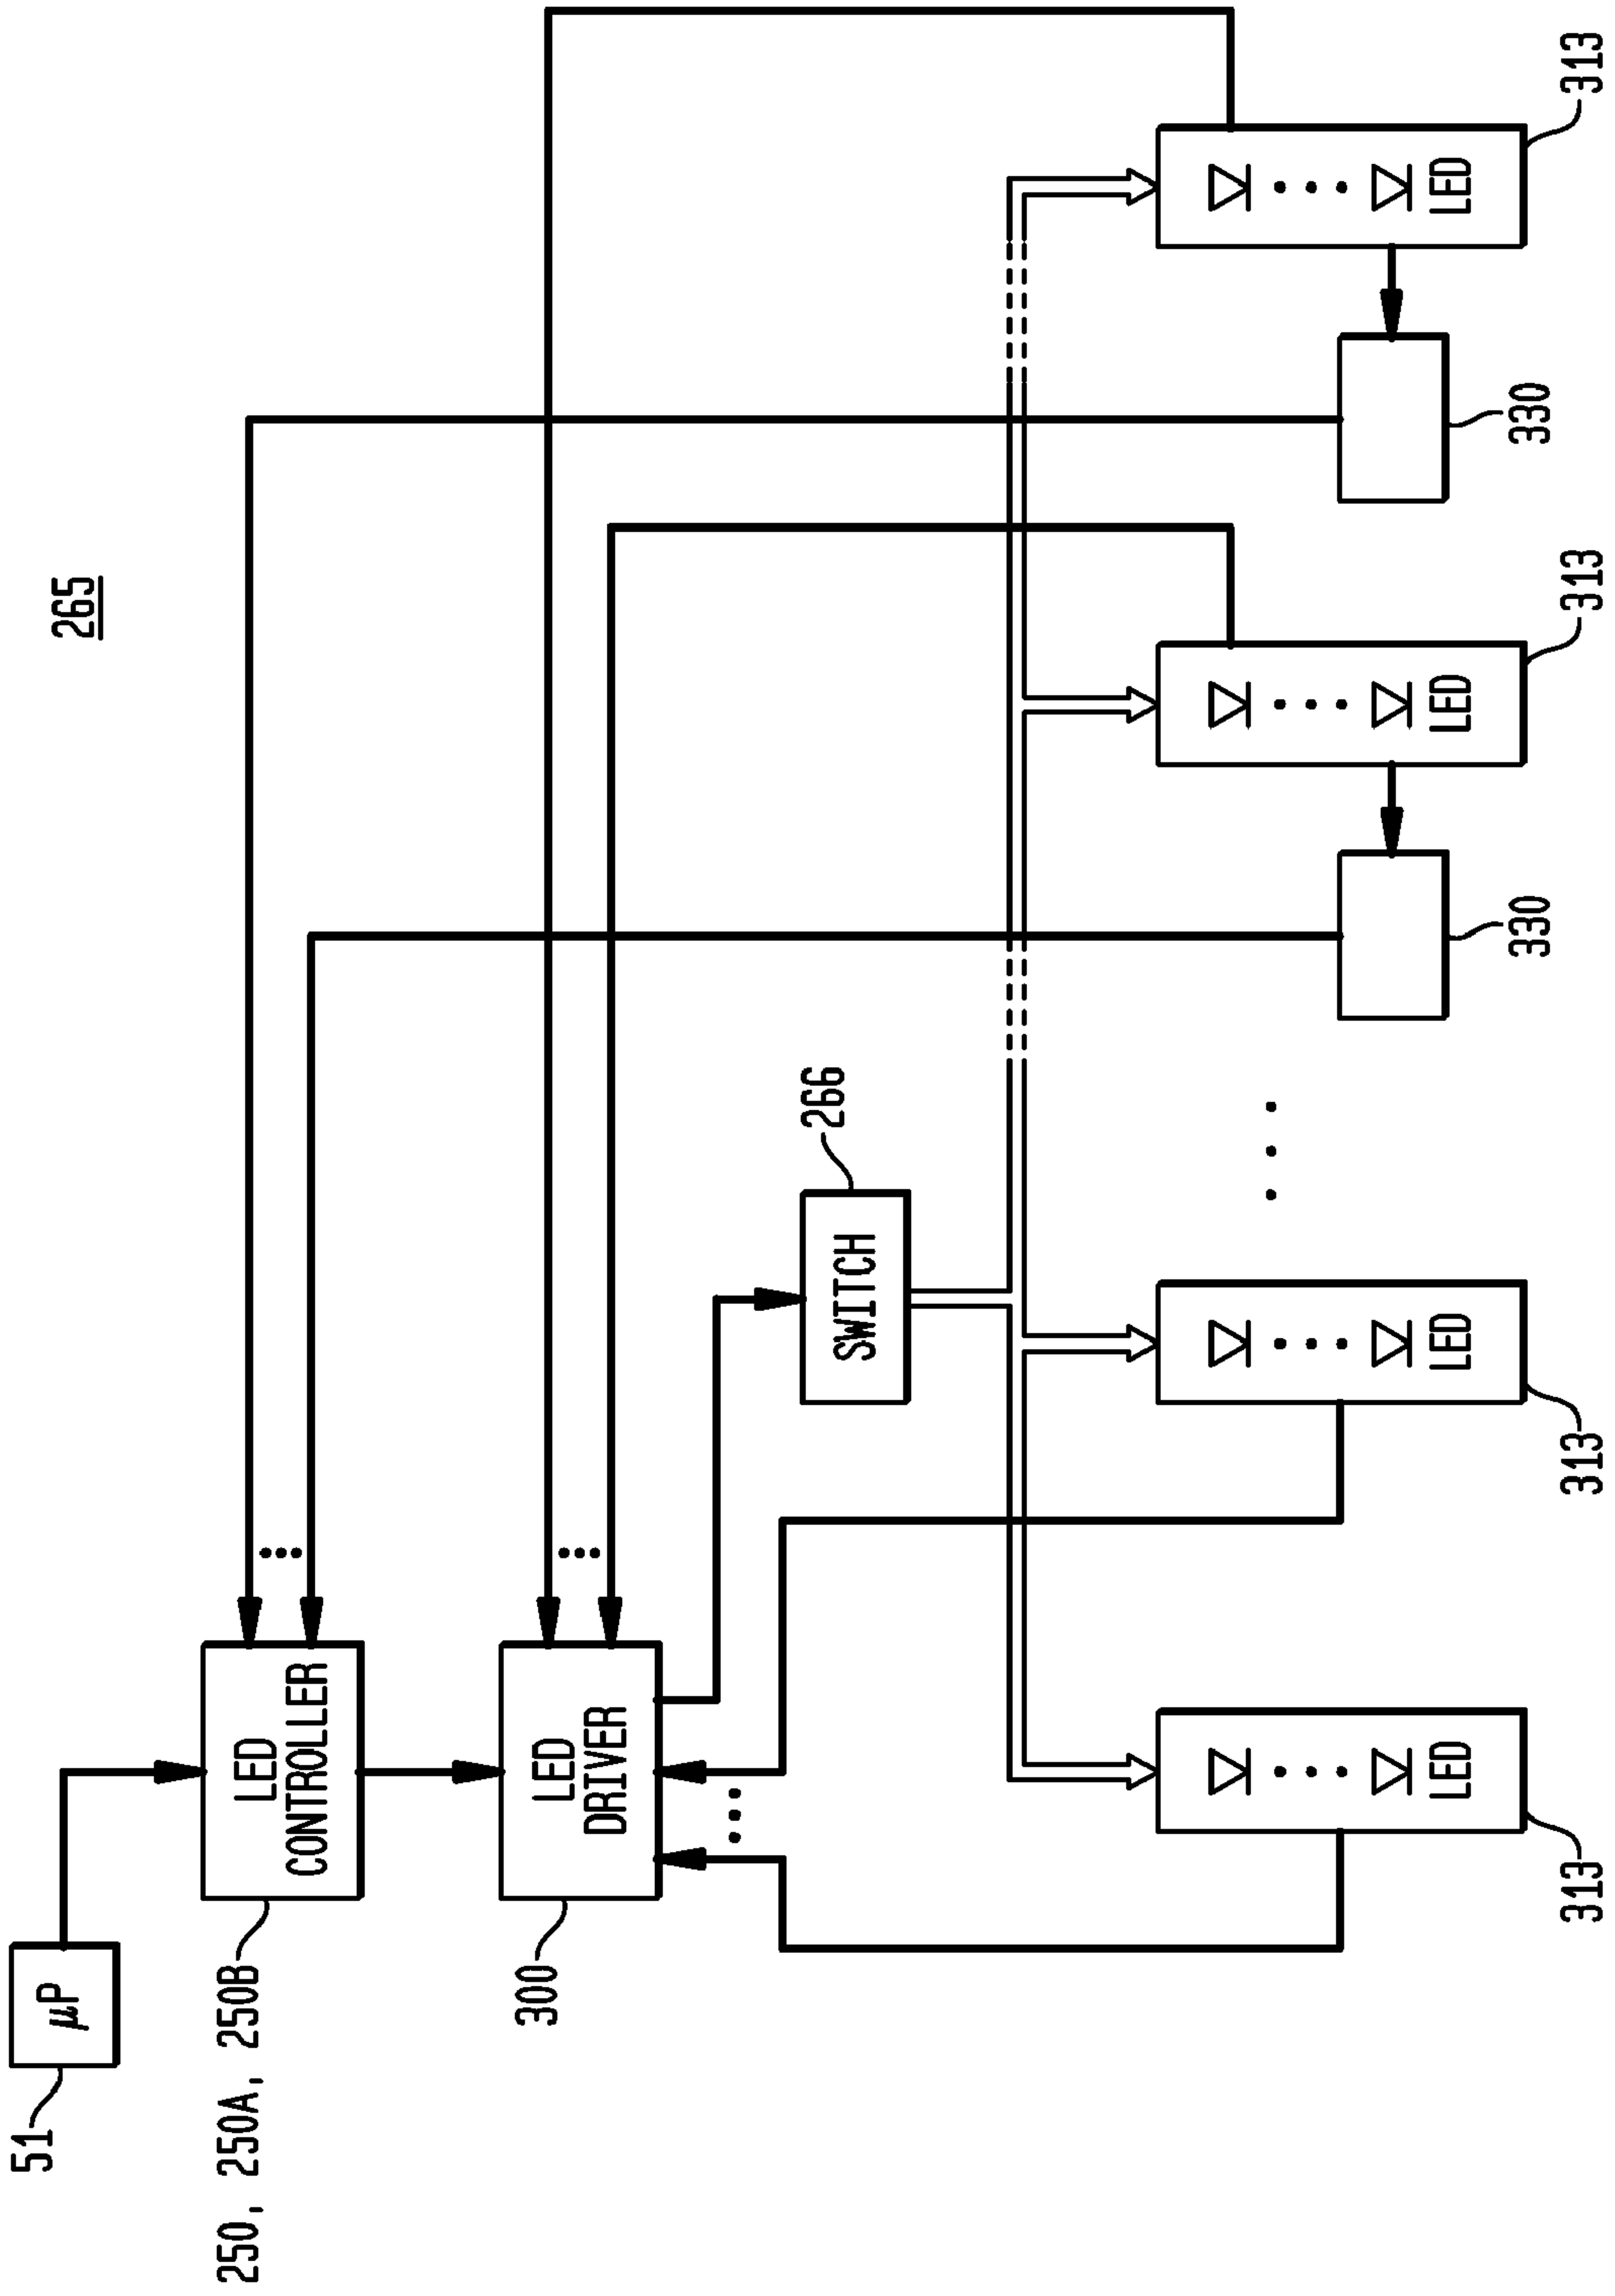 265
51
µP
250, 250A, 250B
LED
CONTROLLER
300
LED
DRIVER
SWITCH
266
LED
313
LED
313
LED
313
LED
313
330
330